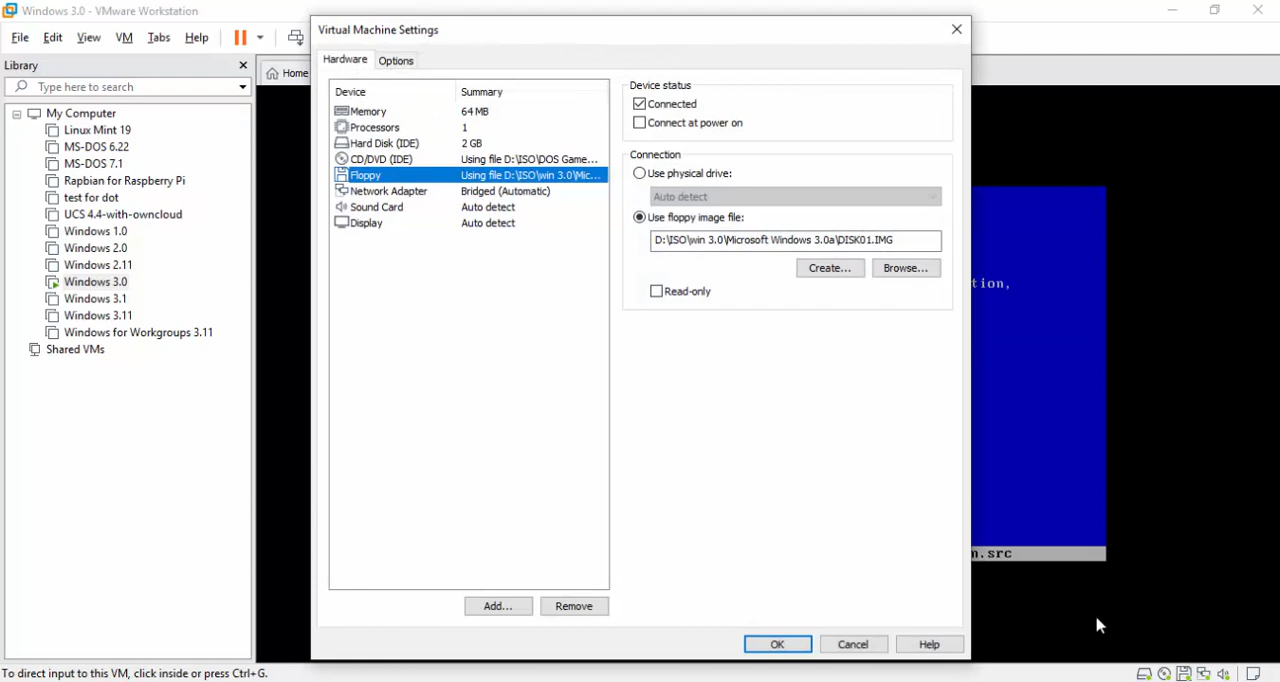 Windows 3.0 - VMware Workstation
File Edit View VM Tabs Help
Library
Type here to search
My Computer
Linux Mint 19
MS-DOS 6.22
MS-DOS 7.1
Rapbian for Raspberry Pi
test for dot
UCS 4.4-with-owncloud
Windows 1.0
Windows 2.0
Windows 2.11
Windows 3.0
Windows 3.1
Windows 3.11
Windows for Workgroups 3.11
Shared VMs
Home
Virtual Machine Settings
Hardware Options
Device Summary
Memory 64 MB
Processors 1
Hard Disk (IDE) 2 GB
CD/DVD (IDE) Using file D:\ISO\DOS Game...
Floppy Using file D:\ISO\win 3.0\Mic...
Network Adapter Bridged (Automatic)
Sound Card Auto detect
Display Auto detect
Add... Remove
Device status
Connected
Connect at power on
Connection
Use physical drive:
Auto detect
Use floppy image file:
D:\ISO\win 3.0\Microsoft Windows 3.0a\DISK01.IMG
Create... Browse...
Read-only
OK Cancel Help
tion,
.src
To direct input to this VM, click inside or press Ctrl+G.